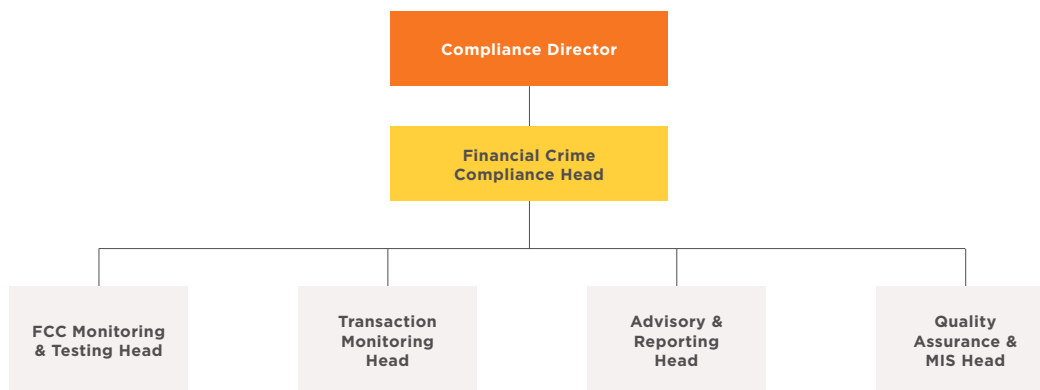 Compliance Director
Financial Crime
Compliance Head
FCC Monitoring
& Testing Head
Transaction
Monitoring
Head
Advisory &
Reporting
Head
Quality
Assurance &
MIS Head